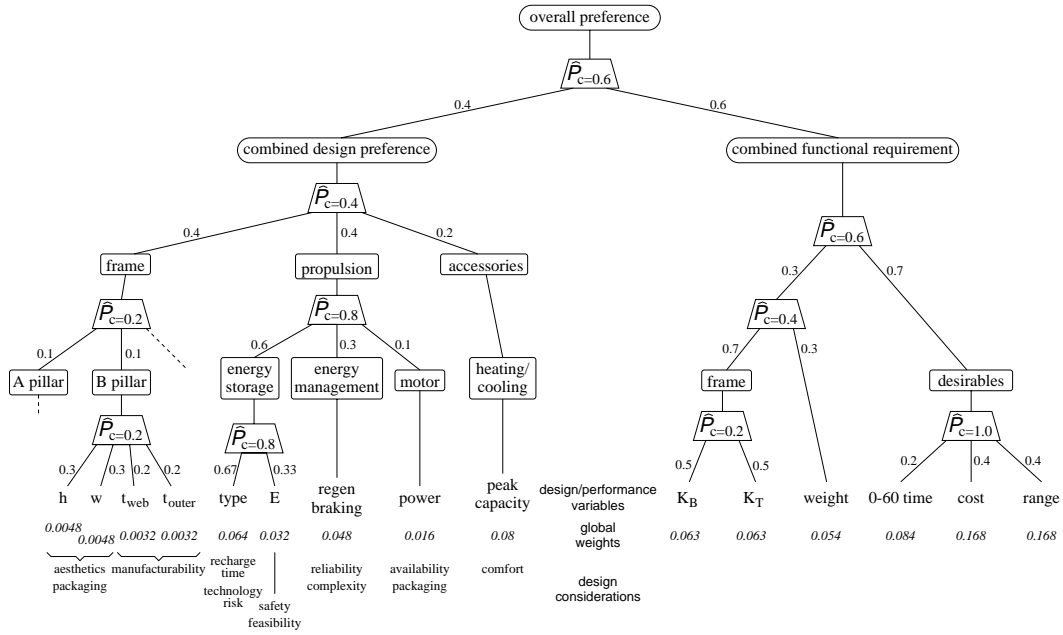 overall preference
P̂c=0.6
0.4
0.6
combined design preference
combined functional requirement
P̂c=0.4
P̂c=0.6
0.4
0.4
0.2
0.3
0.7
frame
propulsion
accessories
P̂c=0.2
P̂c=0.8
P̂c=0.4
0.1
0.1
0.6
0.3
0.1
0.7
0.3
A pillar
B pillar
energy
storage
energy
management
motor
heating/
cooling
frame
desirables
P̂c=0.2
P̂c=0.8
P̂c=0.2
P̂c=1.0
0.3
0.3
0.2
0.2
0.67
0.33
0.5
0.5
0.2
0.4
0.4
h
w
tweb
touter
type
E
regen
braking
power
peak
capacity
design/performance
variables
KB
KT
weight
0-60 time
cost
range
0.0048
0.0048
0.0032
0.0032
0.064
0.032
0.048
0.016
0.08
global
weights
0.063
0.063
0.054
0.084
0.168
0.168
aesthetics
packaging
manufacturability
recharge
time
technology
risk
safety
feasibility
reliability
complexity
availability
packaging
comfort
design
considerations